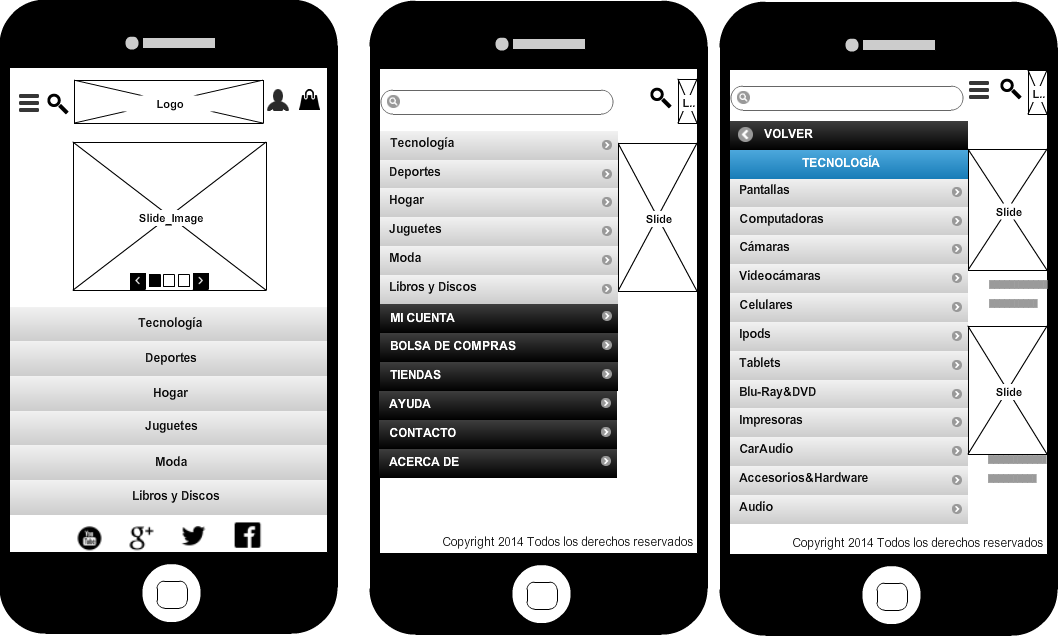 Logo
Slide_Image
Tecnología
Deportes
Hogar
Juguetes
Moda
Libros y Discos
You
Tube
g+
L..
Tecnología
Deportes
Hogar
Juguetes
Moda
Libros y Discos
Slide
MI CUENTA
BOLSA DE COMPRAS
TIENDAS
AYUDA
CONTACTO
ACERCA DE
Copyright 2014 Todos los derechos reservados
L..
VOLVER
TECNOLOGÍA
Pantallas
Computadoras
Cámaras
Videocámaras
Celulares
Ipods
Tablets
Blu-Ray&DVD
Impresoras
CarAudio
Accesorios&Hardware
Audio
Slide
Slide
Copyright 2014 Todos los derechos reservados